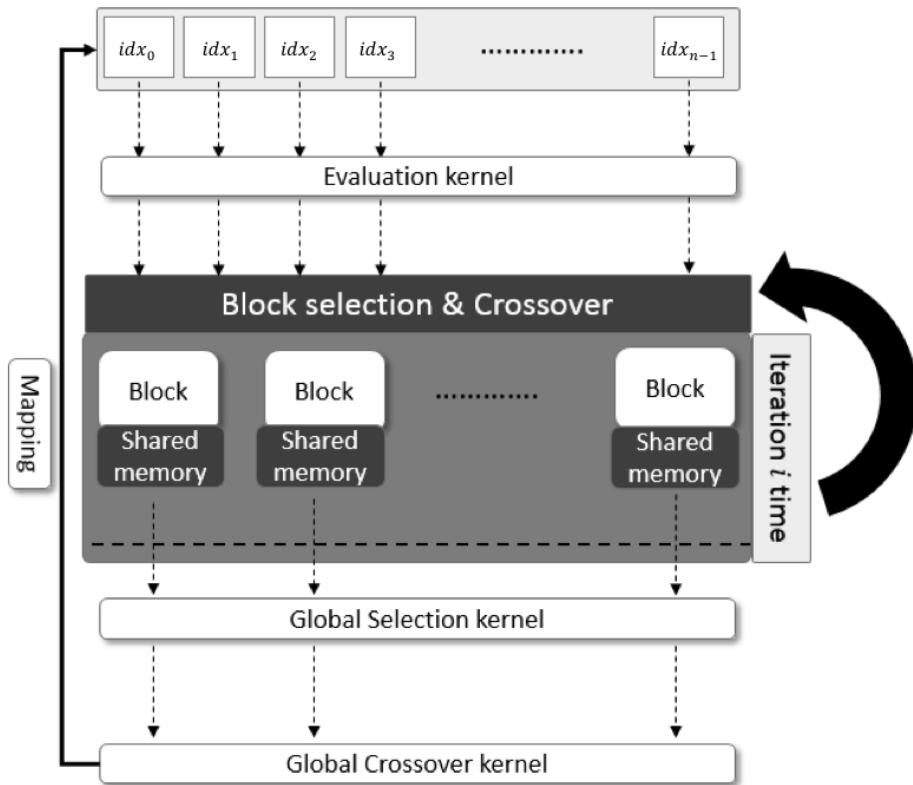 idx₀ idx₁ idx₂ idx₃ ............. idxₙ₋₁
Evaluation kernel
Block selection & Crossover
Block Block ............. Block
Shared memory Shared memory Shared memory
Iteration i time
Mapping
Global Selection kernel
Global Crossover kernel